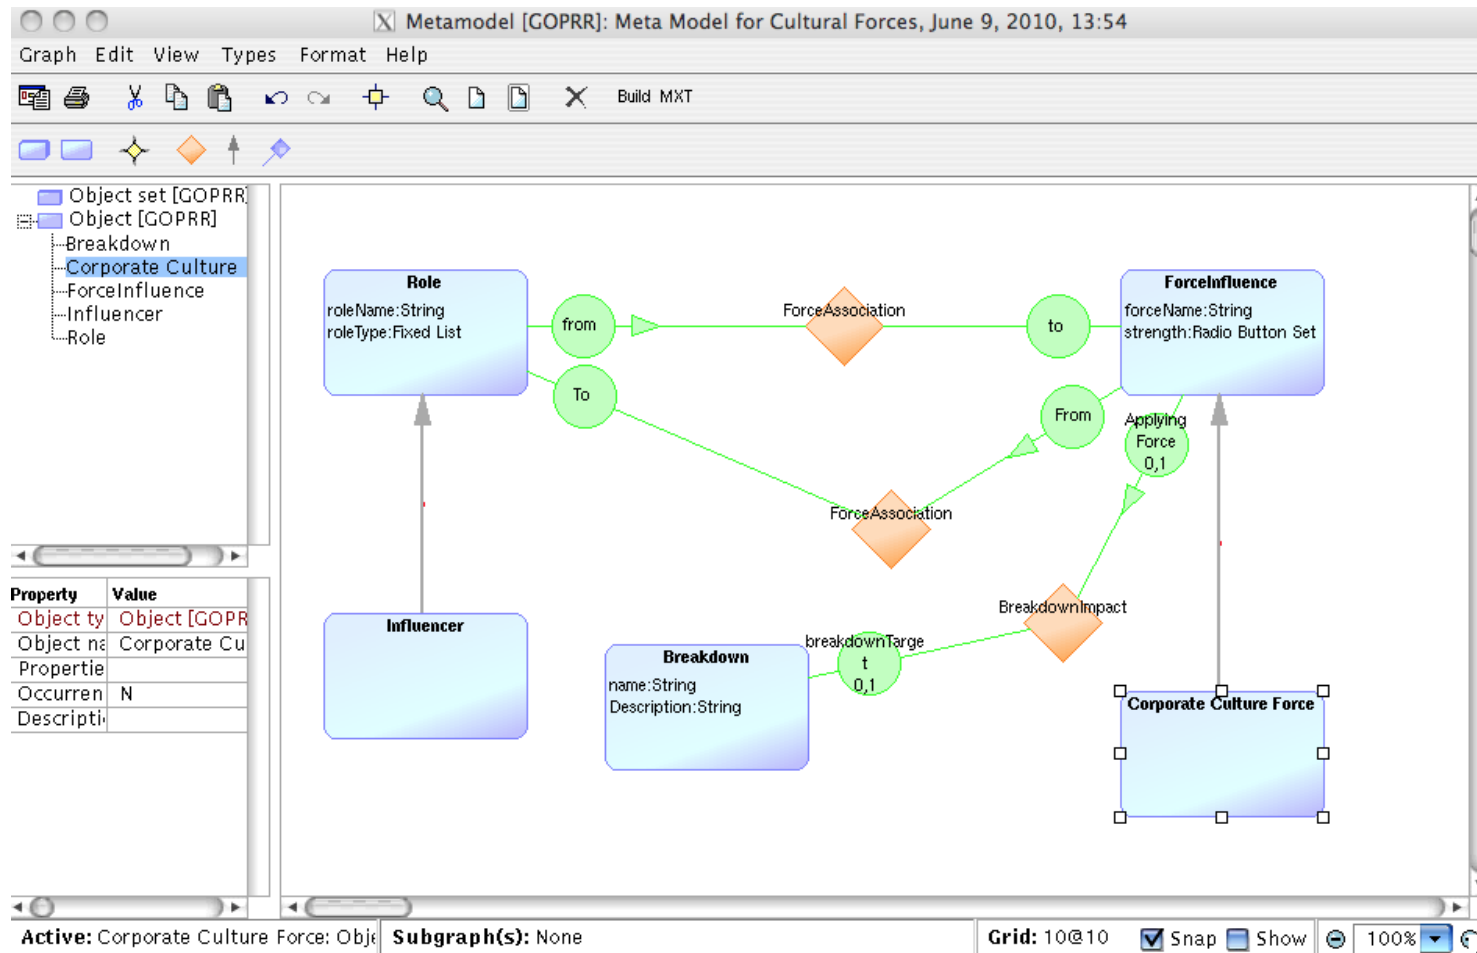 Metamodel [GOPRR]: Meta Model for Cultural Forces, June 9, 2010, 13:54
Graph Edit View Types Format Help
Build MXT
Object set [GOPRR]
Object [GOPRR]
Breakdown
Corporate Culture
ForceInfluence
Influencer
Role
Property Value
Object ty Object [GOPR
Object na Corporate Cu
Propertie
Occurren N
Descripti
Role
roleName:String
roleType:Fixed List
from
ForceAssociation
to
ForceInfluence
forceName:String
strength:Radio Button Set
To
From
Applying
Force
0,1
ForceAssociation
BreakdownImpact
Influencer
Breakdown
name:String
Description:String
breakdownTarge
t
0,1
Corporate Culture Force
Active: Corporate Culture Force: Obje Subgraph(s): None Grid: 10@10 Snap Show 100%